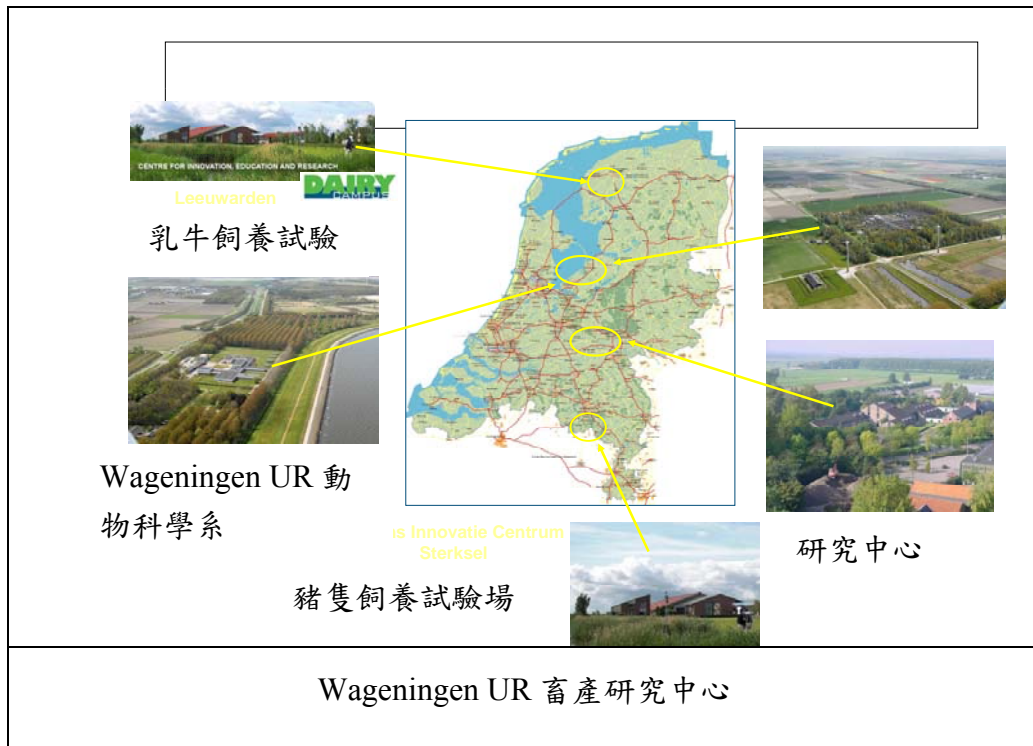 CENTRE FOR INNOVATION, EDUCATION AND RESEARCH
DAIRY
CAMPUS
Leeuwarden
乳牛飼養試驗
Wageningen UR 動
物科學系
Innovatie Centrum
Sterksel
豬隻飼養試驗場
研究中心
Wageningen UR 畜產研究中心